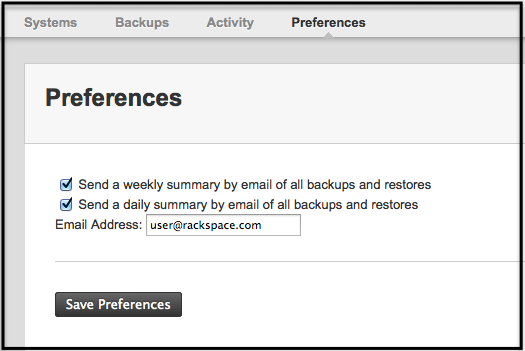 Systems Backups Activity Preferences
Preferences
Send a weekly summary by email of all backups and restores
Send a daily summary by email of all backups and restores
Email Address: user@rackspace.com
Save Preferences